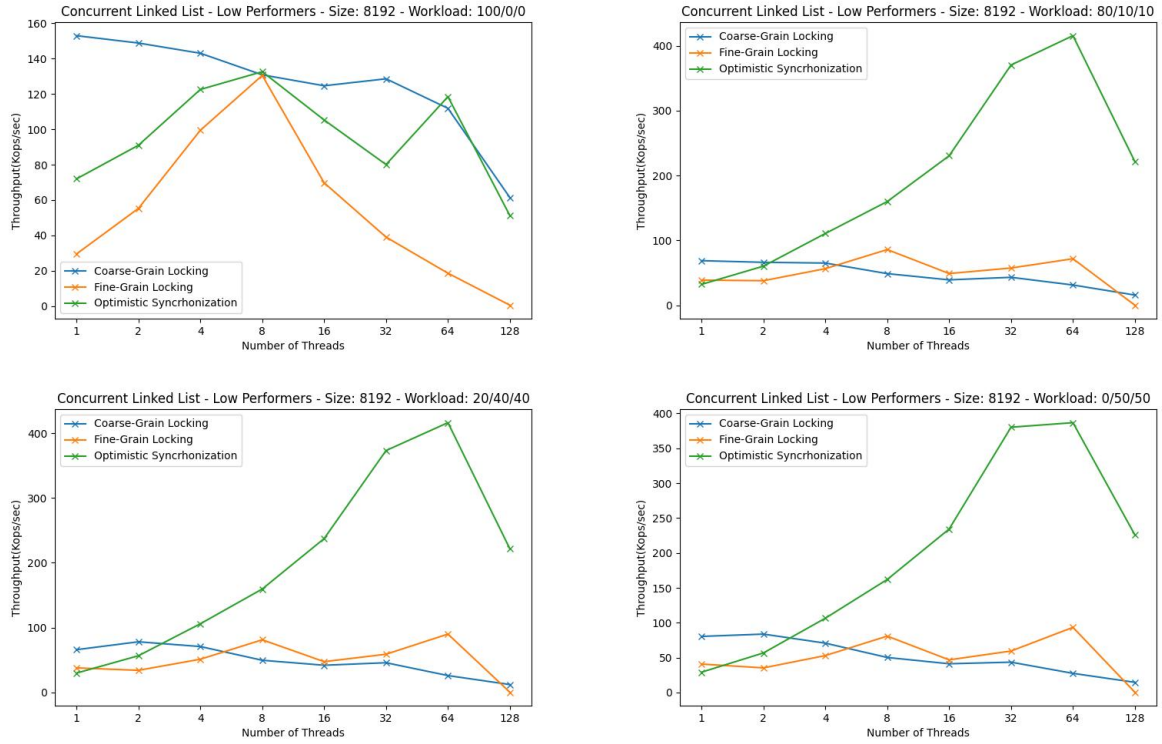 Concurrent Linked List - Low Performers - Size: 8192 - Workload: 100/0/0
160
140
120
100
80
60
40
20
0
Throughput(Kops/sec)
Coarse-Grain Locking
Fine-Grain Locking
Optimistic Syncrhonization
1 2 4 8 16 32 64 128
Number of Threads
Concurrent Linked List - Low Performers - Size: 8192 - Workload: 80/10/10
400
300
200
100
0
Throughput(Kops/sec)
Coarse-Grain Locking
Fine-Grain Locking
Optimistic Syncrhonization
1 2 4 8 16 32 64 128
Number of Threads
Concurrent Linked List - Low Performers - Size: 8192 - Workload: 20/40/40
400
300
200
100
0
Throughput(Kops/sec)
Coarse-Grain Locking
Fine-Grain Locking
Optimistic Syncrhonization
1 2 4 8 16 32 64 128
Number of Threads
Concurrent Linked List - Low Performers - Size: 8192 - Workload: 0/50/50
400
350
300
250
200
150
100
50
0
Throughput(Kops/sec)
Coarse-Grain Locking
Fine-Grain Locking
Optimistic Syncrhonization
1 2 4 8 16 32 64 128
Number of Threads